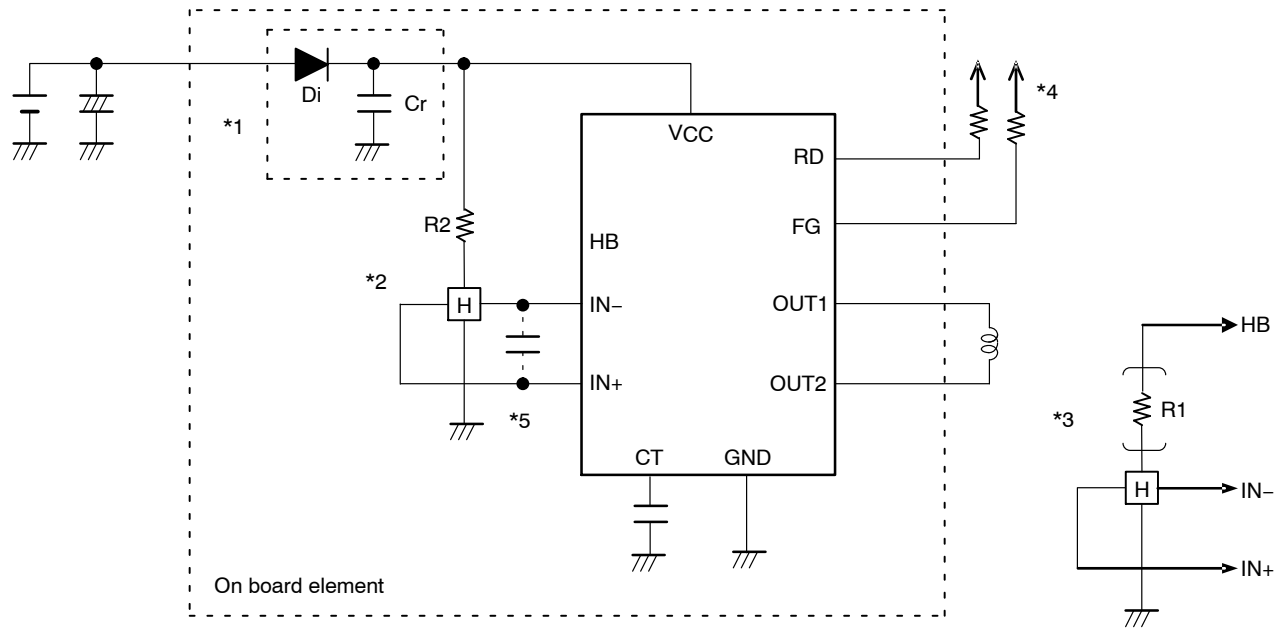 *4
Di
Cr
*1
VCC
RD
R2
FG
HB
*2
H
IN–
OUT1
HB
IN+
OUT2
*3
R1
*5
CT
GND
H
IN–
IN+
On board element